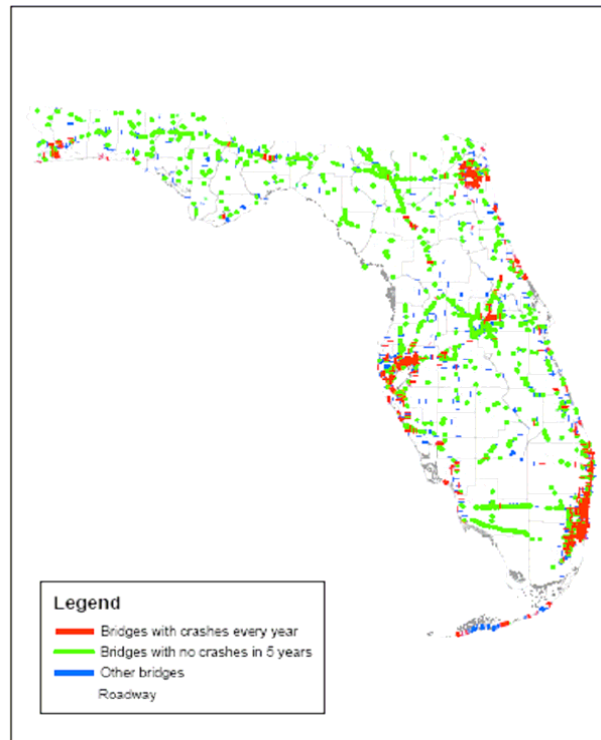 Legend
Bridges with crashes every year
Bridges with no crashes in 5 years
Other bridges
Roadway